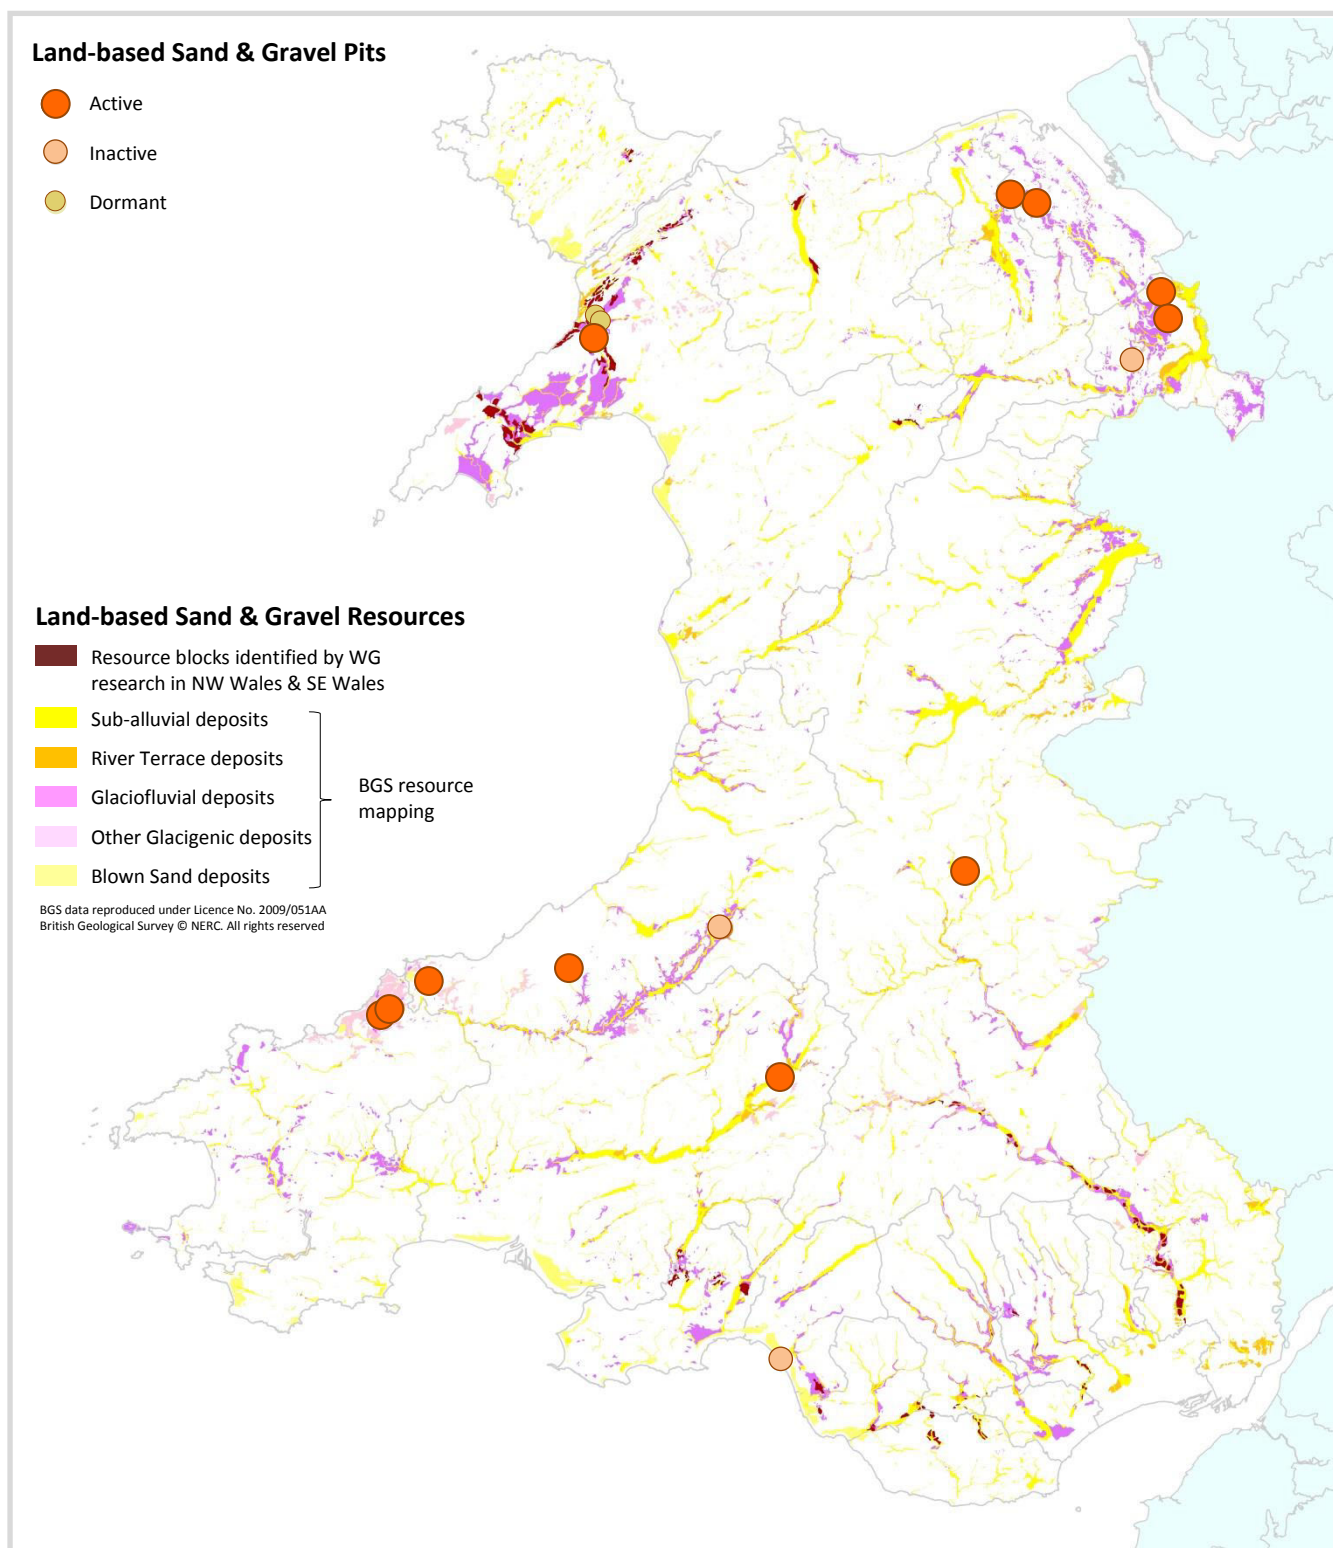 Land-based Sand & Gravel Pits
Active
Inactive
Dormant
Land-based Sand & Gravel Resources
Resource blocks identified by WG
research in NW Wales & SE Wales
Sub-alluvial deposits
River Terrace deposits
Glaciofluvial deposits
Other Glacigenic deposits
Blown Sand deposits
BGS resource
mapping
BGS data reproduced under Licence No. 2009/051AA
British Geological Survey © NERC. All rights reserved